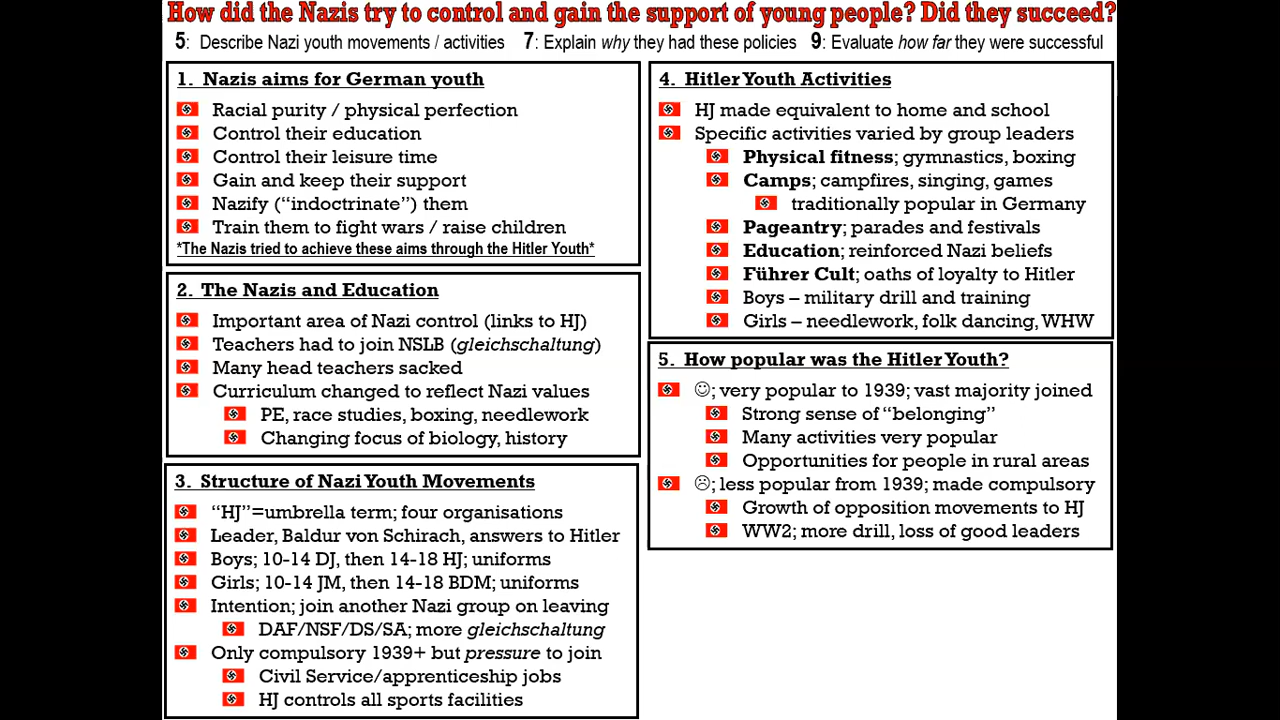 How did the Nazis try to control and gain the support of young people? Did they succeed?
5: Describe Nazi youth movements / activities 7: Explain why they had these policies 9: Evaluate how far they were successful
1. Nazis aims for German youth
Racial purity / physical perfection
Control their education
Control their leisure time
Gain and keep their support
Nazify (“indoctrinate”) them
Train them to fight wars / raise children
*The Nazis tried to achieve these aims through the Hitler Youth*
2. The Nazis and Education
Important area of Nazi control (links to HJ)
Teachers had to join NSLB (gleichschaltung)
Many head teachers sacked
Curriculum changed to reflect Nazi values
PE, race studies, boxing, needlework
Changing focus of biology, history
3. Structure of Nazi Youth Movements
“HJ”=umbrella term; four organisations
Leader, Baldur von Schirach, answers to Hitler
Boys; 10-14 DJ, then 14-18 HJ; uniforms
Girls; 10-14 JM, then 14-18 BDM; uniforms
Intention; join another Nazi group on leaving
DAF/NSF/DS/SA; more gleichschaltung
Only compulsory 1939+ but pressure to join
Civil Service/apprenticeship jobs
HJ controls all sports facilities
4. Hitler Youth Activities
HJ made equivalent to home and school
Specific activities varied by group leaders
Physical fitness; gymnastics, boxing
Camps; campfires, singing, games
traditionally popular in Germany
Pageantry; parades and festivals
Education; reinforced Nazi beliefs
Führer Cult; oaths of loyalty to Hitler
Boys – military drill and training
Girls – needlework, folk dancing, WHW
5. How popular was the Hitler Youth?
☺; very popular to 1939; vast majority joined
Strong sense of “belonging”
Many activities very popular
Opportunities for people in rural areas
☹; less popular from 1939; made compulsory
Growth of opposition movements to HJ
WW2; more drill, loss of good leaders